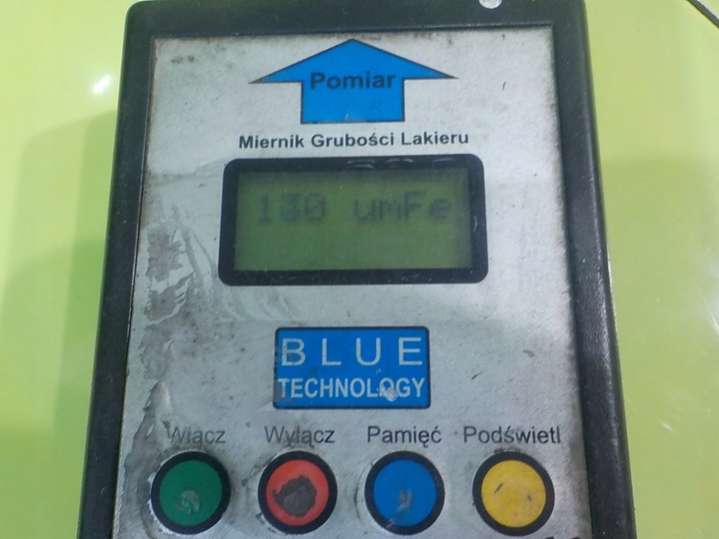 Pomiar
Miernik Grubości Lakieru
130 umFe
BLUE
TECHNOLOGY
Włącz Wyłącz Pamięć Podświetl